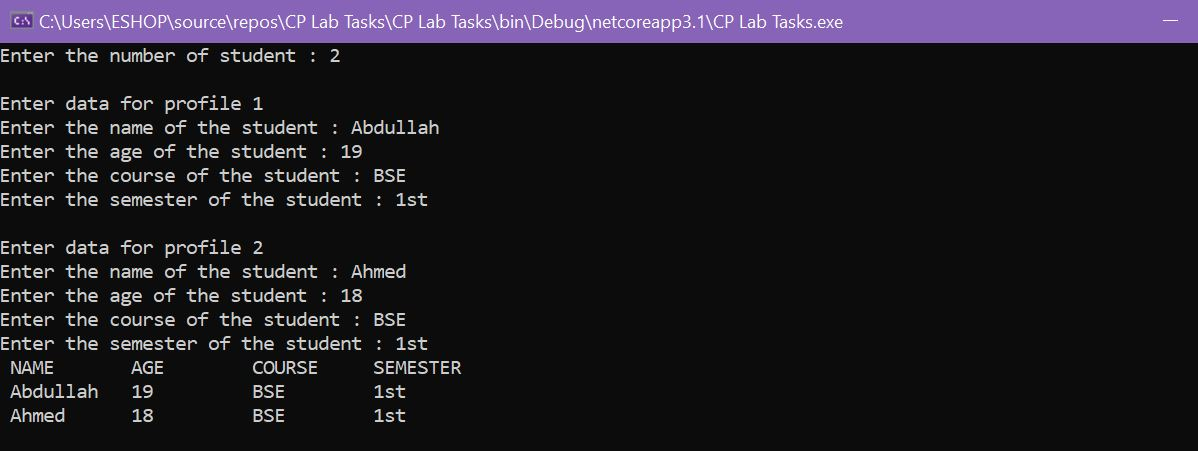 C:\Users\ESHOP\source\repos\CP Lab Tasks\CP Lab Tasks\bin\Debug\netcoreapp3.1\CP Lab Tasks.exe
Enter the number of student : 2
Enter data for profile 1
Enter the name of the student : Abdullah
Enter the age of the student : 19
Enter the course of the student : BSE
Enter the semester of the student : 1st
Enter data for profile 2
Enter the name of the student : Ahmed
Enter the age of the student : 18
Enter the course of the student : BSE
Enter the semester of the student : 1st
NAME AGE COURSE SEMESTER
Abdullah 19 BSE 1st
Ahmed 18 BSE 1st